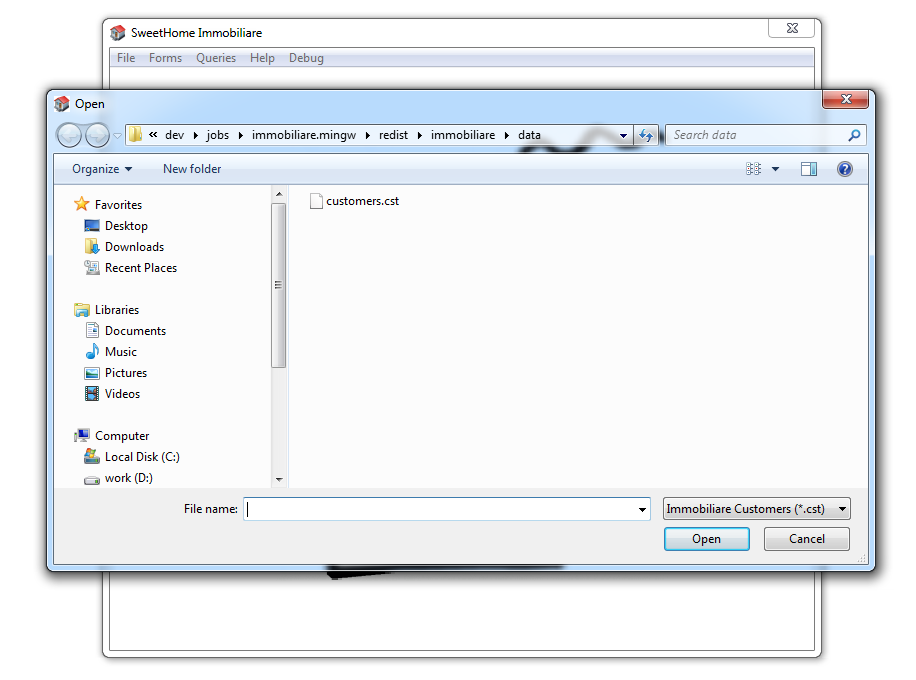 SweetHome Immobiliare
File Forms Queries Help Debug
Open
« dev jobs immobiliare.mingw redist immobiliare data Search data
Organize New folder
Favorites
Desktop
Downloads
Recent Places
Libraries
Documents
Music
Pictures
Videos
Computer
Local Disk (C:)
work (D:)
customers.cst
File name: Immobiliare Customers (*.cst)
Open Cancel